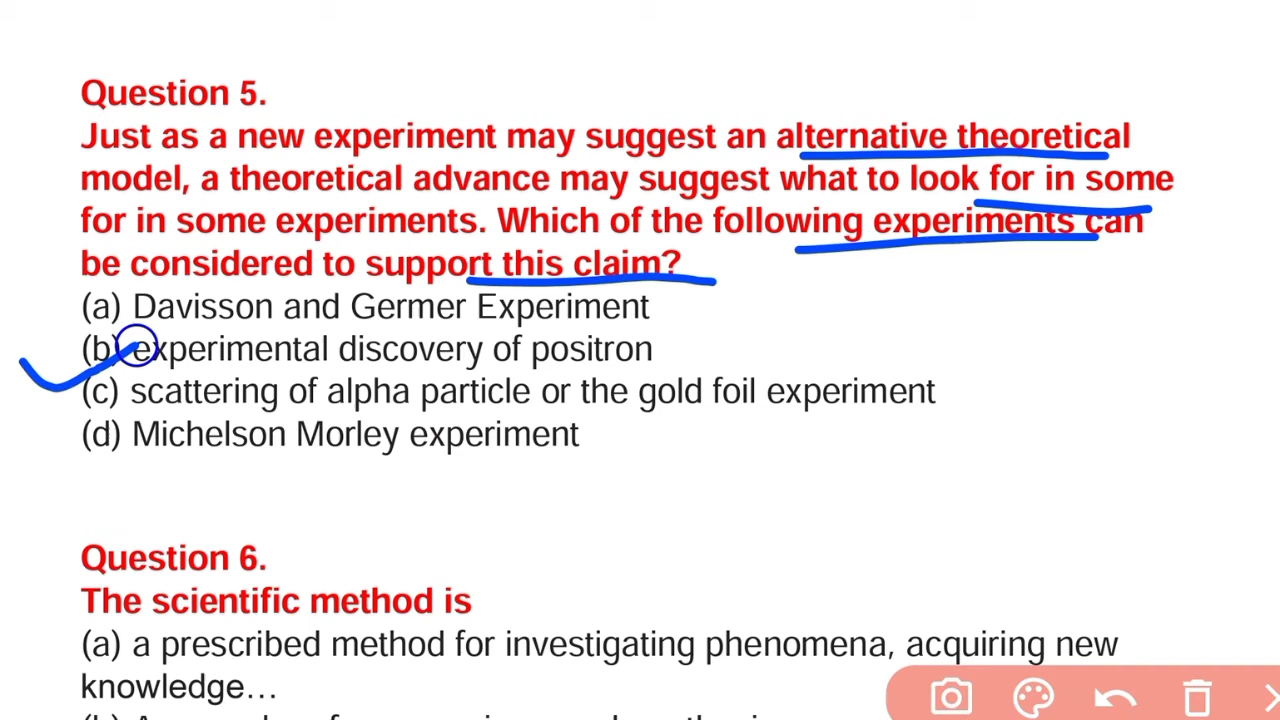 Question 5.
Just as a new experiment may suggest an alternative theoretical
model, a theoretical advance may suggest what to look for in some
for in some experiments. Which of the following experiments can
be considered to support this claim?
(a) Davisson and Germer Experiment
(b) experimental discovery of positron
(c) scattering of alpha particle or the gold foil experiment
(d) Michelson Morley experiment
Question 6.
The scientific method is
(a) a prescribed method for investigating phenomena, acquiring new
knowledge…